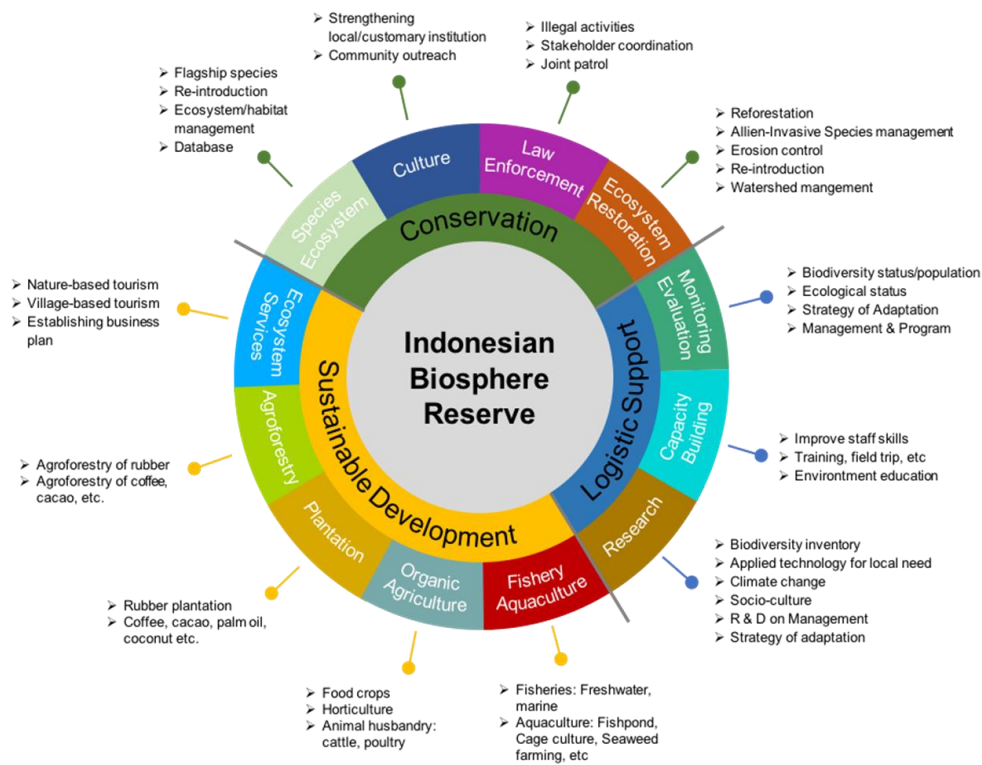 Strengthening
local/customary institution
Community outreach
Illegal activities
Stakeholder coordination
Joint patrol
Flagship species
Re-introduction
Ecosystem/habitat
management
Database
Reforestation
Allien-Invasive Species management
Erosion control
Re-introduction
Watershed mangement
Culture
Law
Enforcement
Species
Ecosystem
Ecosystem
Restoration
Conservation
Nature-based tourism
Village-based tourism
Establishing business
plan
Ecosystem
Services
Monitoring
Evaluation
Biodiversity status/population
Ecological status
Strategy of Adaptation
Management & Program
Indonesian
Biosphere
Reserve
Sustainable Development
Logistic Support
Agroforestry
Capacity
Building
Agroforestry of rubber
Agroforestry of coffee,
cacao, etc.
Improve staff skills
Training, field trip, etc
Environtment education
Plantation
Organic
Agriculture
Fishery
Aquaculture
Research
Biodiversity inventory
Applied technology for local need
Climate change
Socio-culture
R & D on Management
Strategy of adaptation
Rubber plantation
Coffee, cacao, palm oil,
coconut etc.
Food crops
Horticulture
Animal husbandry:
cattle, poultry
Fisheries: Freshwater,
marine
Aquaculture: Fishpond,
Cage culture, Seaweed
farming, etc